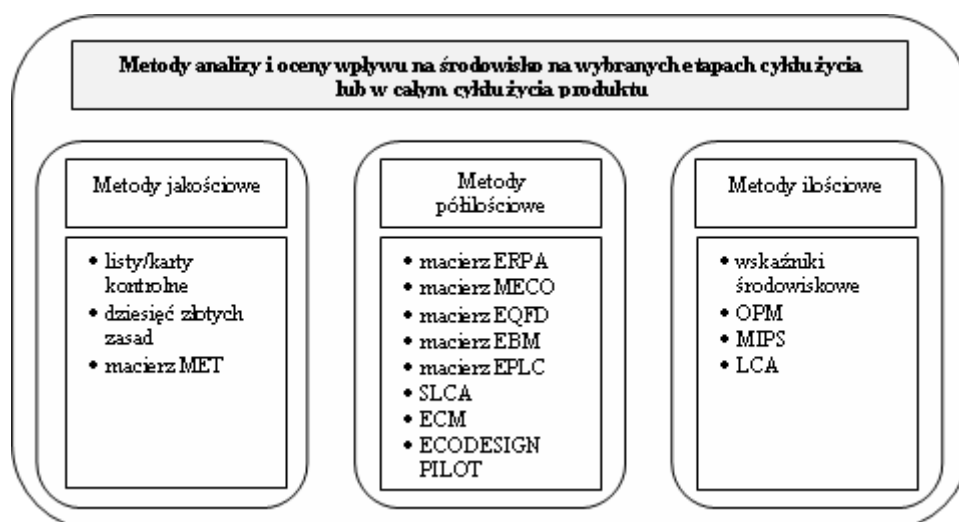 Metody analizy i oceny wpływu na środowisko na wybranych etapach cyklu życia
lub w całym cyklu życia produktu
Metody jakościowe
• listy/karty
kontrolne
• dziesięć złotych
zasad
• macierz MET
Metody
półilościowe
• macierz ERPA
• macierz MECO
• macierz EQFD
• macierz EBM
• macierz EPLC
• SLCA
• ECM
• ECODESIGN
PILOT
Metody ilościowe
• wskaźniki
środowiskowe
• OPM
• MIPS
• LCA